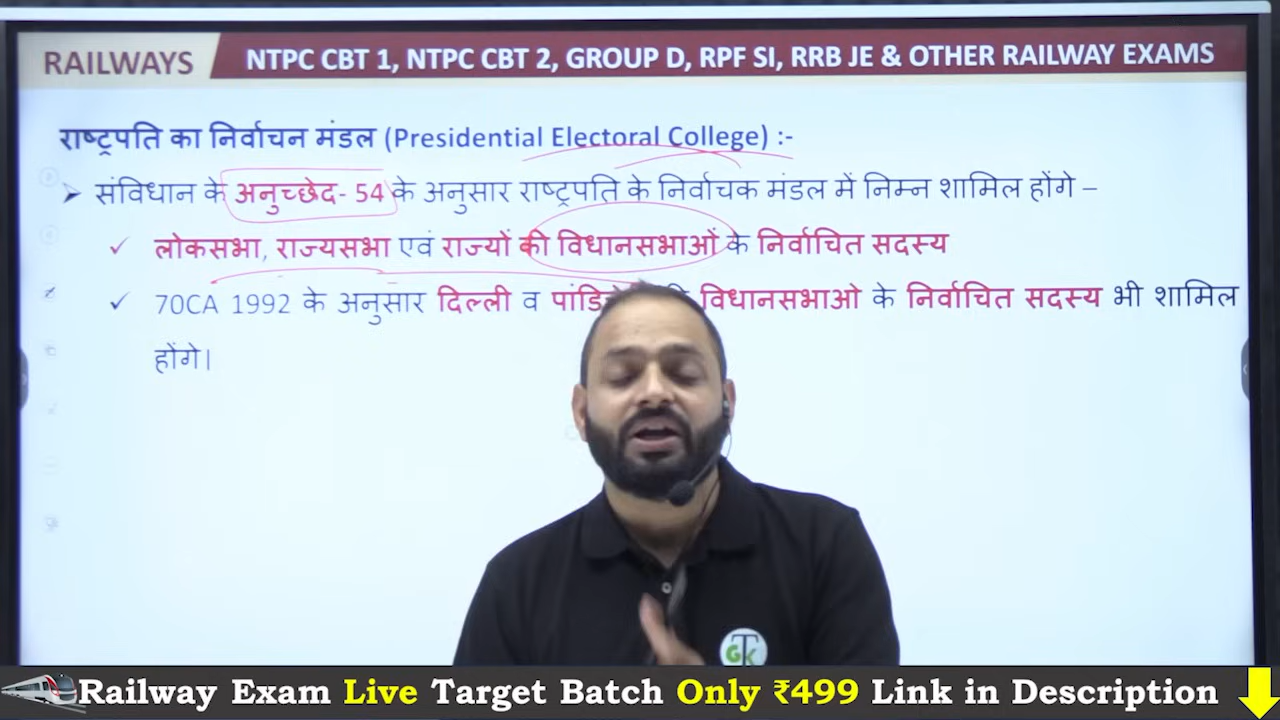 RAILWAYS
NTPC CBT 1, NTPC CBT 2, GROUP D, RPF SI, RRB JE & OTHER RAILWAY EXAMS
राष्ट्रपति का निर्वाचन मंडल (Presidential Electoral College) :-
➤ संविधान के अनुच्छेद- 54 के अनुसार राष्ट्रपति के निर्वाचक मंडल में निम्न शामिल होंगे –
✓ लोकसभा, राज्यसभा एवं राज्यों की विधानसभाओं के निर्वाचित सदस्य
✓ 70CA 1992 के अनुसार दिल्ली व विधानसभाओ के निर्वाचित सदस्य भी शामिल
होंगे।
GTK
Railway Exam Live Target Batch Only ₹499 Link in Description